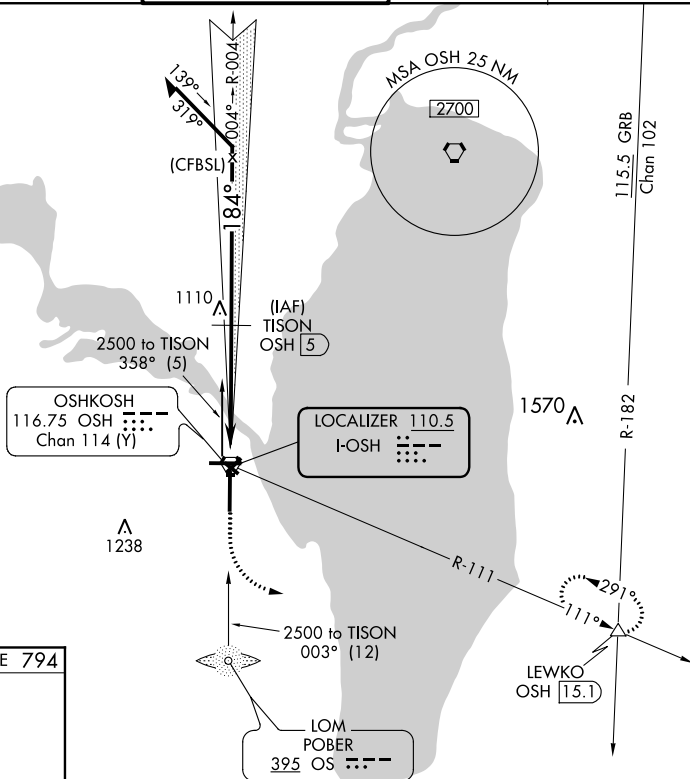 MSA OSH 25 NM
2700
115.5 GRB
Chan 102
R-004
004°
139°
319°
(CFBSL)
184°
1110
(IAF)
TISON
OSH 5
2500 to TISON
358° (5)
OSHKOSH
116.75 OSH
Chan 114 (Y)
LOCALIZER 110.5
I-OSH
1570
R-182
1238
R-111
291°
111°
2500 to TISON
003° (12)
LEWKO
OSH 15.1
E 794
LOM
POBER
395 OS